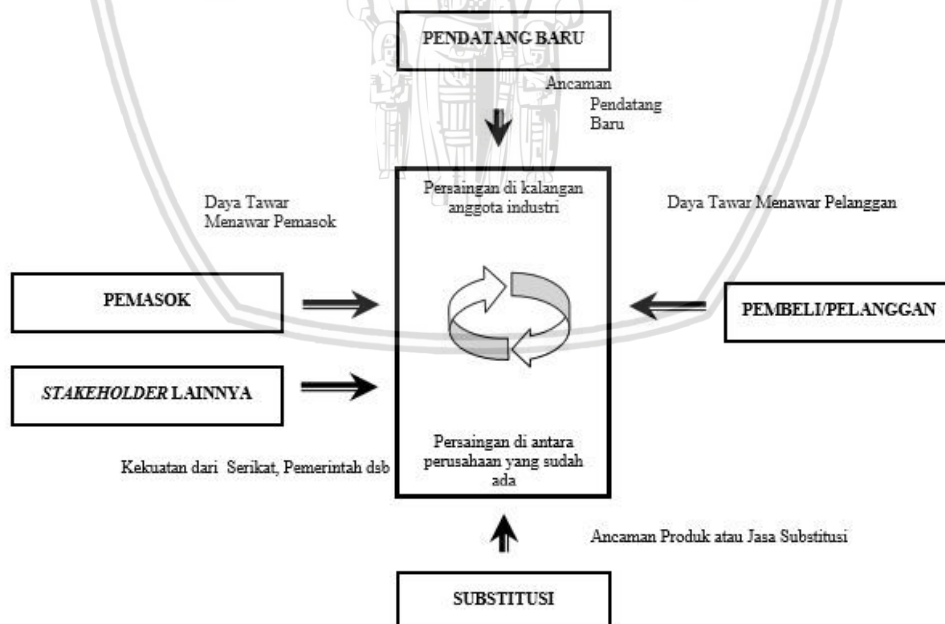 PENDATANG BARU
Ancaman
Pendatang
Baru
Persaingan di kalangan
anggota industri
Daya Tawar
Menawar Pemasok
Daya Tawar Menawar Pelanggan
PEMASOK
PEMBELI/PELANGGAN
STAKEHOLDER LAINNYA
Persaingan di antara
perusahaan yang sudah
ada
Kekuatan dari Serikat, Pemerintah dsb
Ancaman Produk atau Jasa Substitusi
SUBSTITUSI